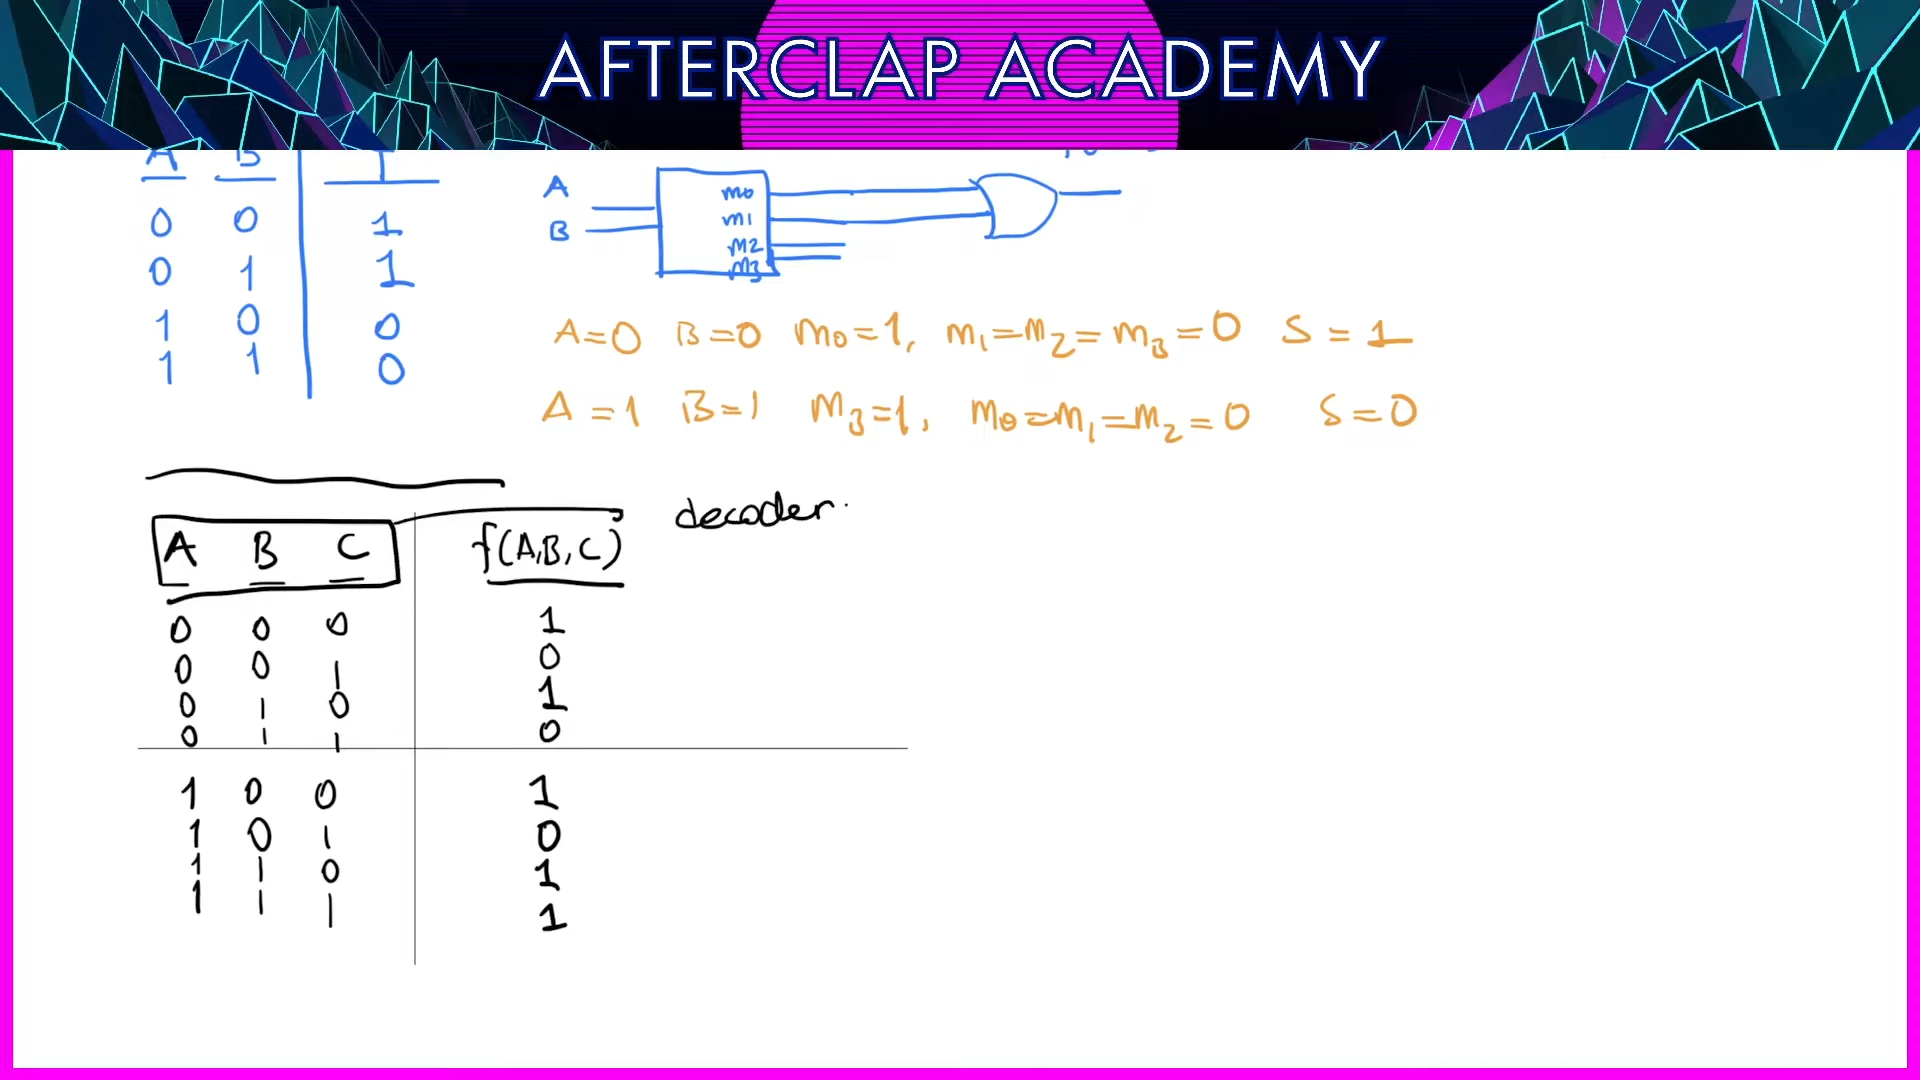 AFTERCLAP ACADEMY
A B
0 0 1
0 1 1
1 0 0
1 1 0
A
B
m0
m1
m2
m3
A=0 B=0 m0=1, m1=m2=m3=0 S=1
A=1 B=1 m3=1, m0=m1=m2=0 S=0
decoder.
A B C f(A,B,C)
0 0 0 1
0 0 1 0
0 1 0 1
0 1 1 0
1 0 0 1
1 0 1 0
1 1 0 1
1 1 1 1